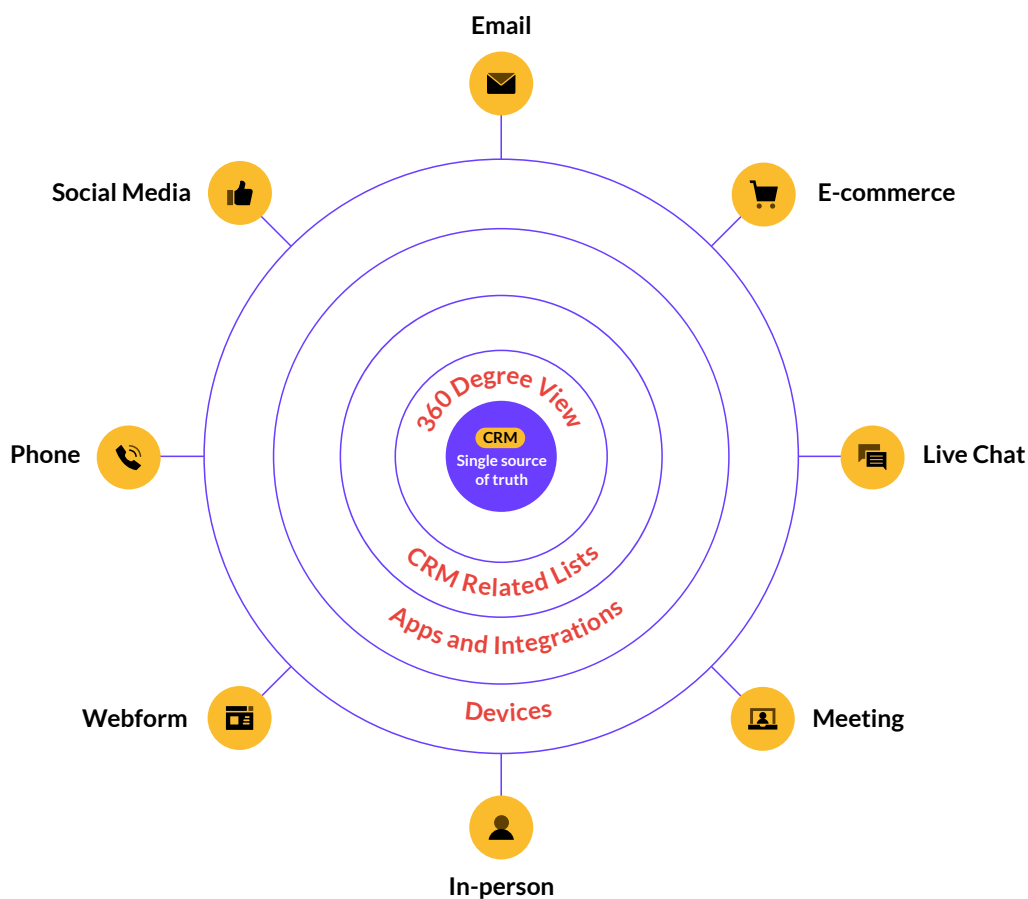 Email
Social Media
E-commerce
360 Degree View
CRM
Single source
of truth
Phone
Live Chat
CRM Related Lists
Apps and Integrations
Devices
Webform
Meeting
In-person